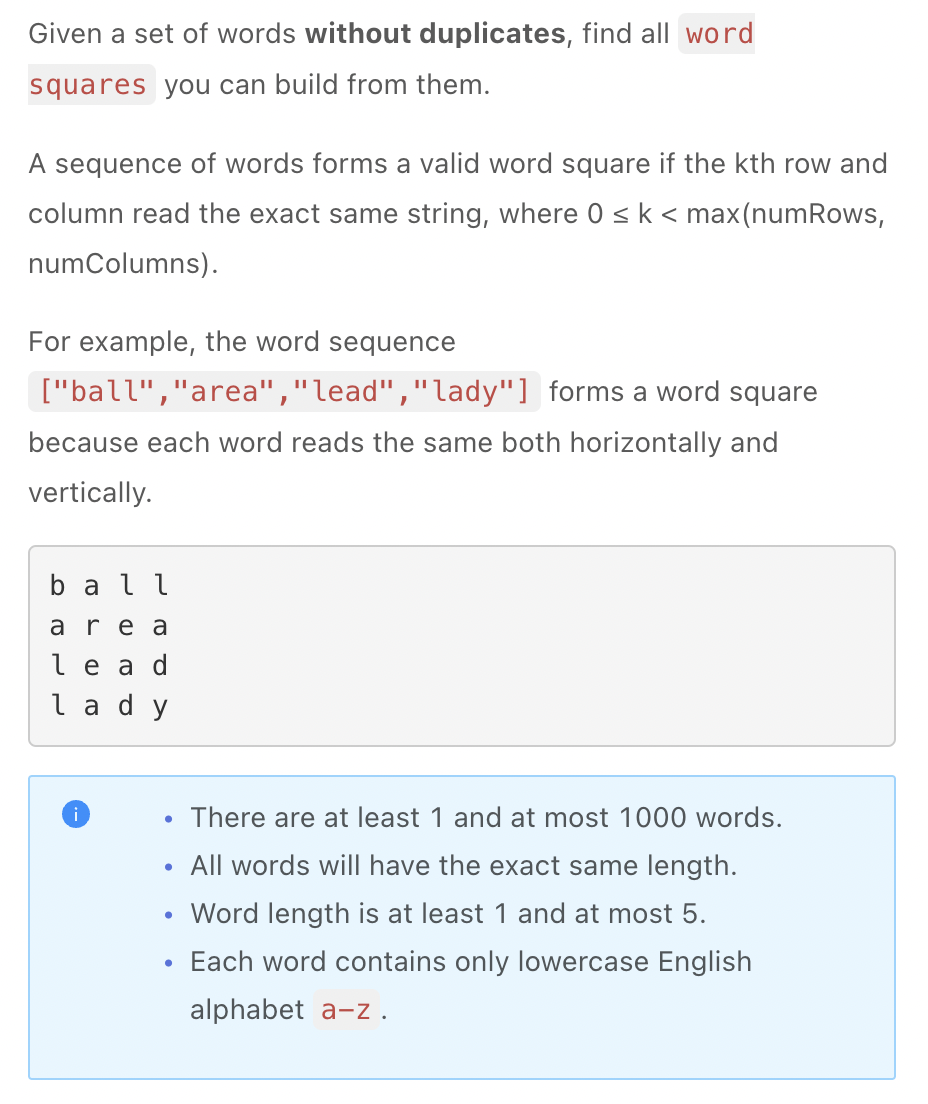 Given a set of words without duplicates, find all word
squares you can build from them.
A sequence of words forms a valid word square if the kth row and
column read the exact same string, where 0 ≤ k < max(numRows,
numColumns).
For example, the word sequence
["ball","area","lead","lady"] forms a word square
because each word reads the same both horizontally and
vertically.
b a l l
a r e a
l e a d
l a d y
i
• There are at least 1 and at most 1000 words.
• All words will have the exact same length.
• Word length is at least 1 and at most 5.
• Each word contains only lowercase English
alphabet a-z.